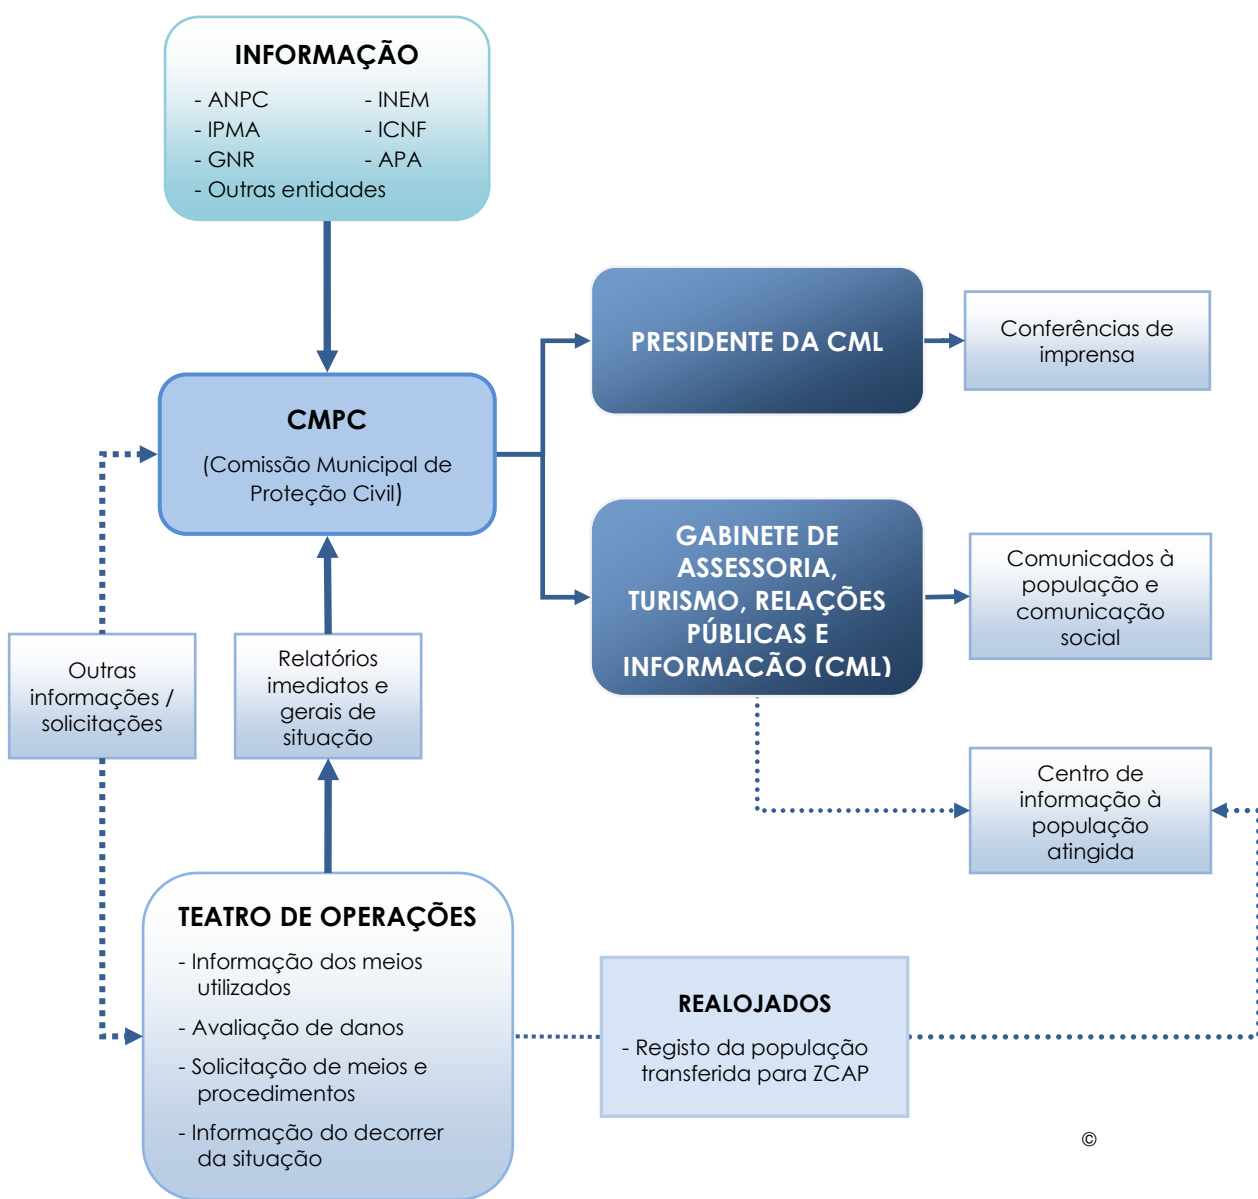 INFORMAÇÃO
- ANPC - INEM
- IPMA - ICNF
- GNR - APA
- Outras entidades
PRESIDENTE DA CML
Conferências de
imprensa
CMPC
(Comissão Municipal de
Proteção Civil)
GABINETE DE
ASSESSORIA,
TURISMO, RELAÇÕES
PÚBLICAS E
INFORMAÇÃO (CML)
Comunicados à
população e
comunicação
social
Outras
informações /
solicitações
Relatórios
imediatos e
gerais de
situação
Centro de
informação à
população
atingida
TEATRO DE OPERAÇÕES
- Informação dos meios
utilizados
- Avaliação de danos
- Solicitação de meios e
procedimentos
- Informação do decorrer
da situação
REALOJADOS
- Registo da população
transferida para ZCAP
©